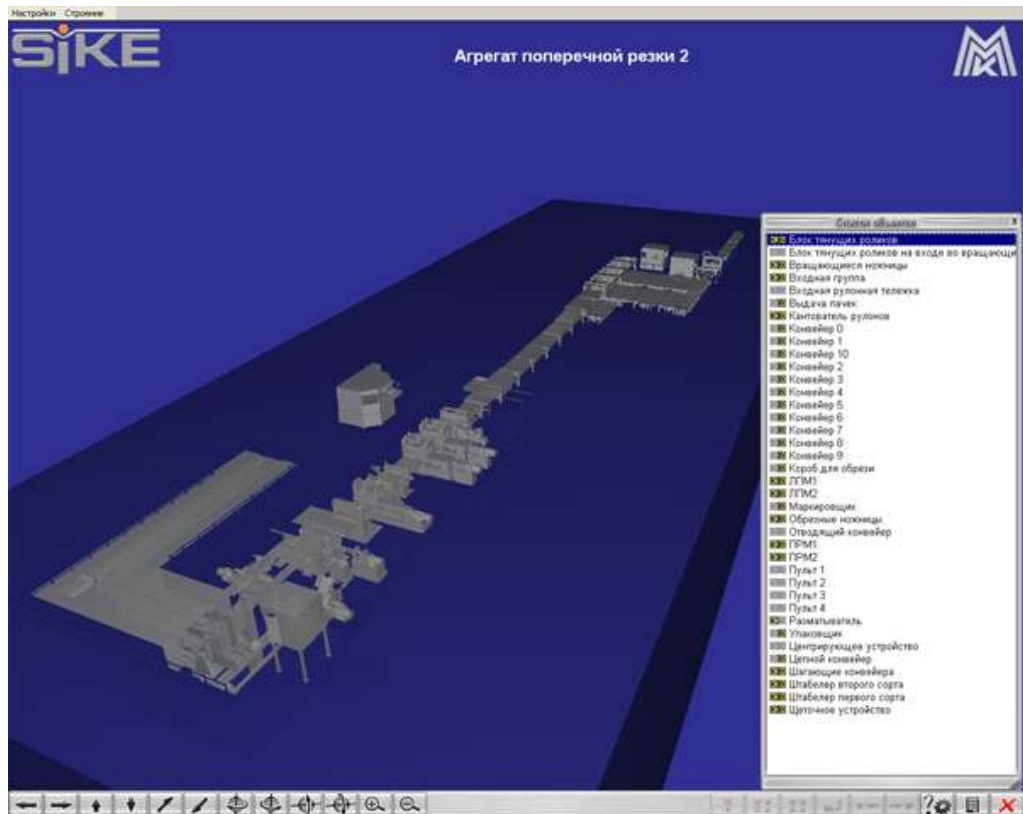 Настройки Строение
SiKE
Агрегат поперечной резки 2
Список объектов
Блок тянущих роликов
Блок тянущих роликов на входе во вращающи
Вращающиеся ножницы
Входная группа
Входная рулонная тележка
Выдача пачек
Кантователь рулонов
Конвейер 0
Конвейер 1
Конвейер 10
Конвейер 2
Конвейер 3
Конвейер 4
Конвейер 5
Конвейер 6
Конвейер 7
Конвейер 8
Конвейер 9
Короб для обрези
ЛПМ1
ЛПМ2
Маркировщик
Обрезные ножницы
Отводящий конвейер
ПРМ1
ПРМ2
Пульт 1
Пульт 2
Пульт 3
Пульт 4
Разматыватель
Упаковщик
Центрирующее устройство
Цепной конвейер
Шагающие конвейера
Штабелер второго сорта
Штабелер первого сорта
Щеточное устройство